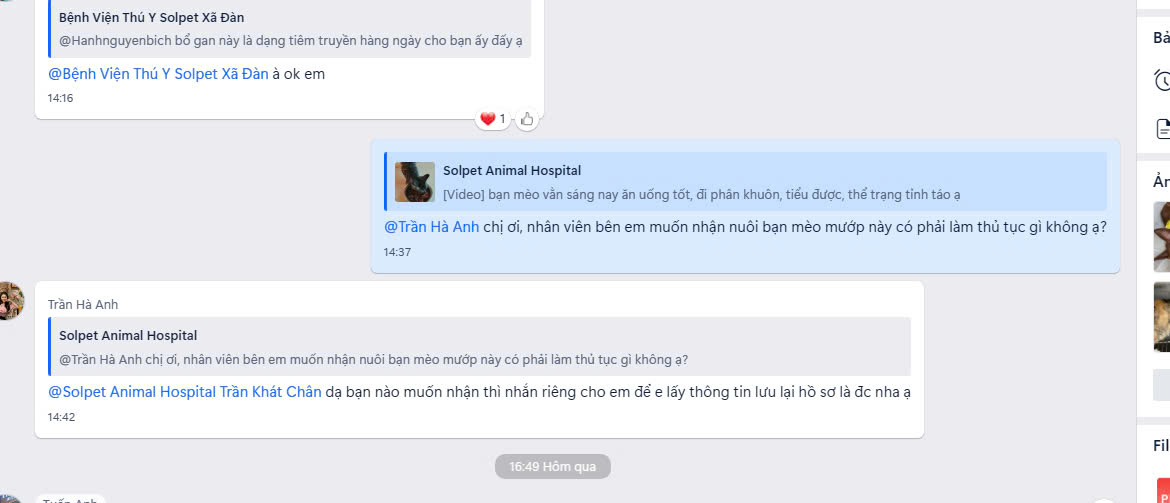 Bệnh Viện Thú Y Solpet Xã Đàn
@Hanhnguyenbich bổ gan này là dạng tiêm truyền hàng ngày cho bạn ấy đấy ạ
@Bệnh Viện Thú Y Solpet Xã Đàn à ok em
14:16
1
Solpet Animal Hospital
[Video] bạn mèo vằn sáng nay ăn uống tốt, đi phân khuôn, tiểu được, thể trạng tỉnh táo ạ
@Trần Hà Anh chị ơi, nhân viên bên em muốn nhận nuôi bạn mèo mướp này có phải làm thủ tục gì không ạ?
14:37
Trần Hà Anh
Solpet Animal Hospital
@Trần Hà Anh chị ơi, nhân viên bên em muốn nhận nuôi bạn mèo mướp này có phải làm thủ tục gì không ạ?
@Solpet Animal Hospital Trần Khát Chân dạ bạn nào muốn nhận thì nhắn riêng cho em để e lấy thông tin lưu lại hồ sơ là đc nha ạ
14:42
16:49 Hôm qua
Tuấn Anh